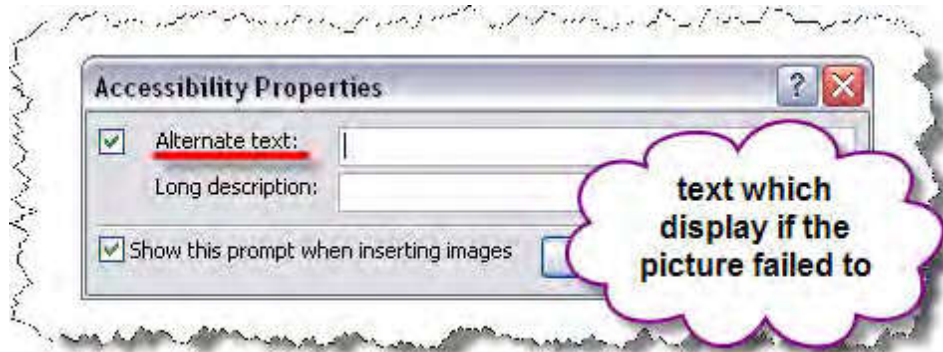 Accessibility Properties
Alternate text:
Long description:
Show this prompt when inserting images
text which
display if the
picture failed to